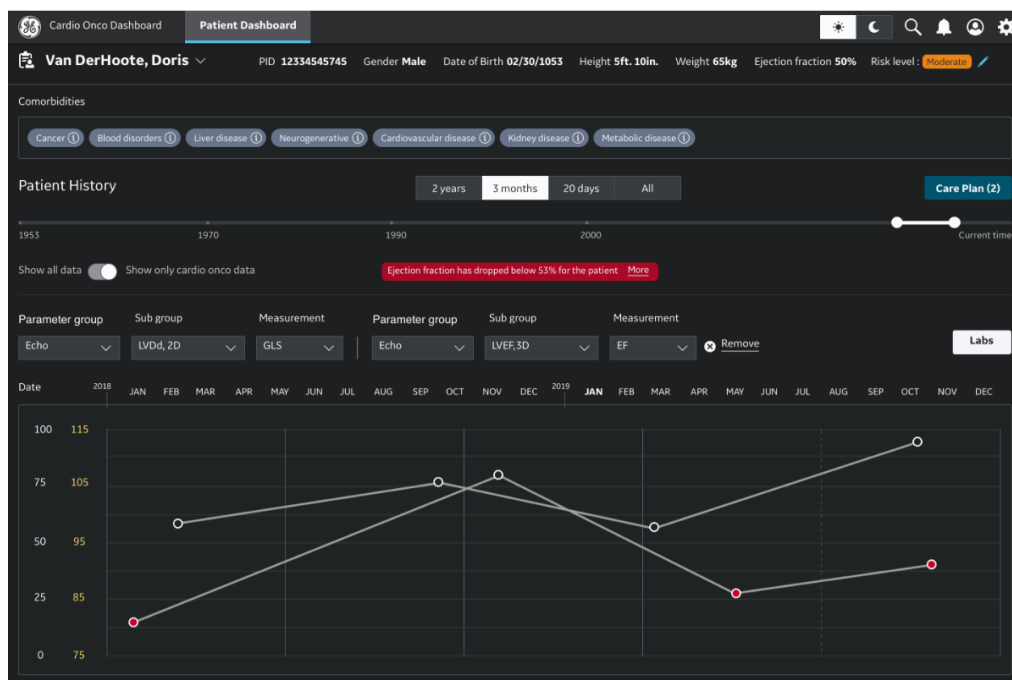 Cardio Onco Dashboard Patient Dashboard
Van DerHoote, Doris PID 12334545745 Gender Male Date of Birth 02/30/1053 Height 5ft. 10in. Weight 65kg Ejection fraction 50% Risk level : Moderate
Comorbidities
Cancer Blood disorders Liver disease Neurogenerative Cardiovascular disease Kidney disease Metabolic disease
Patient History 2 years 3 months 20 days All Care Plan (2)
1953 1970 1990 2000 Current time
Show all data Show only cardio onco data Ejection fraction has dropped below 53% for the patient More
Parameter group Sub group Measurement Parameter group Sub group Measurement
Echo LVDd, 2D GLS Echo LVEF,3D EF Remove Labs
Date 2018 JAN FEB MAR APR MAY JUN JUL AUG SEP OCT NOV DEC 2019 JAN FEB MAR APR MAY JUN JUL AUG SEP OCT NOV DEC
100 115
75 105
50 95
25 85
0 75